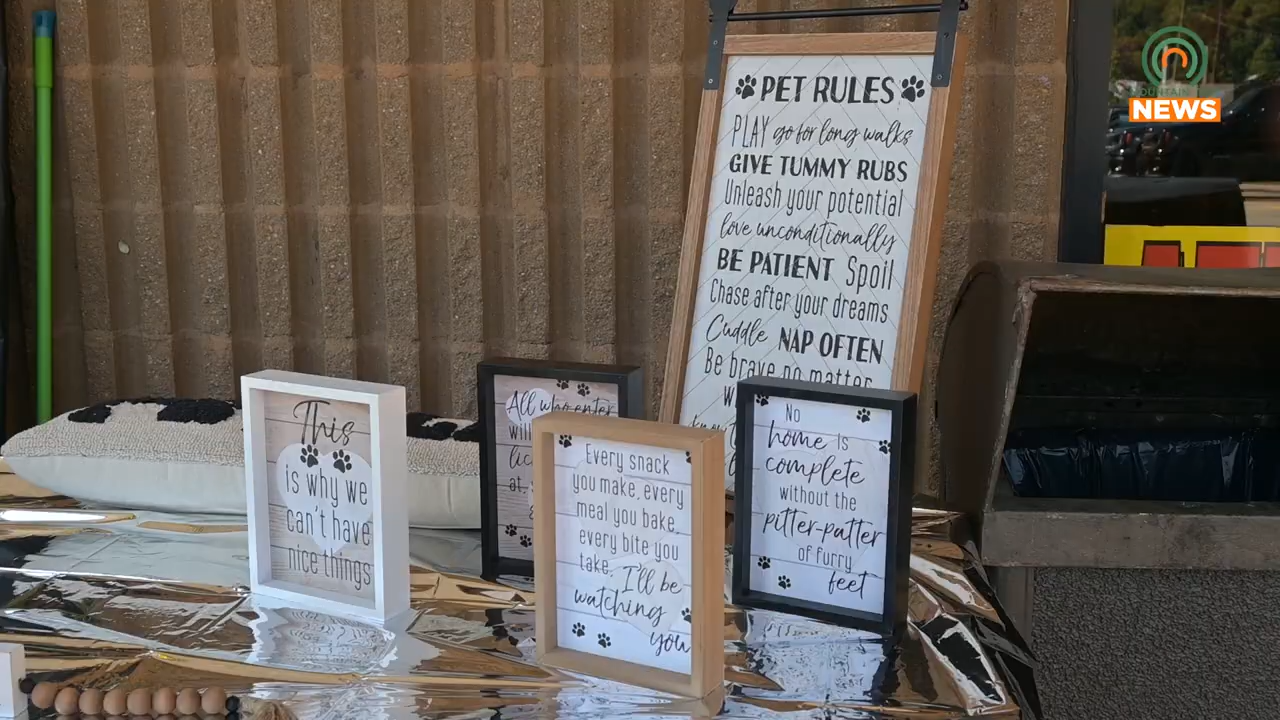 PET RULES
PLAY go for long walks
GIVE TUMMY RUBS
Unleash your potential
love unconditionally
BE PATIENT Spoil
Chase after your dreams
Cuddle NAP OFTEN
Be brave no matter
This
is why we
can't have
nice things
All who enter
Every snack
you make, every
meal you bake,
every bite you
take, I'll be
watching
you
No
home is
complete
without the
pitter-patter
of furry
feet
MOUNTAIN TOP
NEWS